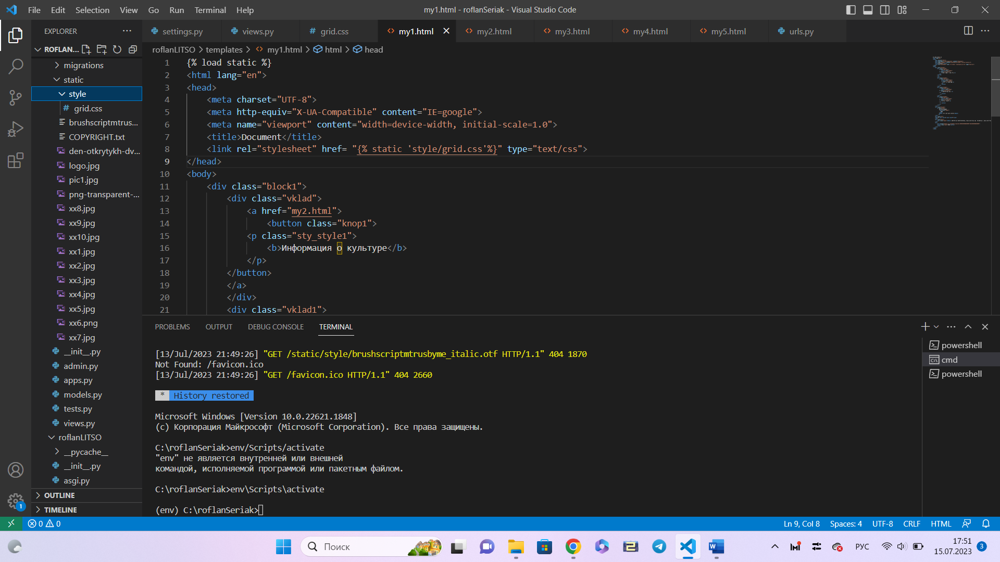 File Edit Selection View Go Run Terminal Help
my1.html - roflanSeriak - Visual Studio Code
EXPLORER
settings.py
views.py
grid.css
my1.html
my2.html
my3.html
my4.html
my5.html
urls.py
ROFLAN...
roflanLITSO > templates > my1.html > html > head
migrations
static
style
grid.css
brushscriptmtrus...
COPYRIGHT.txt
den-otkrytykh-dv...
logo.jpg
pic1.jpg
png-transparent-...
xx8.jpg
xx9.jpg
xx10.jpg
xx1.jpg
xx2.jpg
xx3.jpg
xx4.jpg
xx5.jpg
xx6.png
xx7.jpg
__init__.py
admin.py
apps.py
models.py
tests.py
views.py
roflanLITSO
__pycache__
__init__.py
asgi.py
OUTLINE
TIMELINE
1 {% load static %}
2 <html lang="en">
3 <head>
4 <meta charset="UTF-8">
5 <meta http-equiv="X-UA-Compatible" content="IE=google">
6 <meta name="viewport" content="width=device-width, initial-scale=1.0">
7 <title>Document</title>
8 <link rel="stylesheet" href= "{% static 'style/grid.css'%}" type="text/css">
9 </head>
10 <body>
11 <div class="block1">
12 <div class="vklad">
13 <a href="my2.html">
14 <button class="knop1">
15 <p class="sty_style1">
16 <b>Информация о культуре</b>
17 </p>
18 </button>
19 </a>
20 </div>
21 <div class="vklad1">
PROBLEMS OUTPUT DEBUG CONSOLE TERMINAL
[13/Jul/2023 21:49:26] "GET /static/style/brushscriptmtrusbyme_italic.otf HTTP/1.1" 404 1870
Not Found: /favicon.ico
[13/Jul/2023 21:49:26] "GET /favicon.ico HTTP/1.1" 404 2660
* History restored
Microsoft Windows [Version 10.0.22621.1848]
(c) Корпорация Майкрософт (Microsoft Corporation). Все права защищены.
C:\roflanSeriak>env/Scripts/activate
"env" не является внутренней или внешней
командой, исполняемой программой или пакетным файлом.
C:\roflanSeriak>env\Scripts\activate
(env) C:\roflanSeriak>
powershell
cmd
powershell
1
0 0
Ln 9, Col 8 Spaces: 4 UTF-8 CRLF HTML
Поиск
РУС
17:51
15.07.2023
3